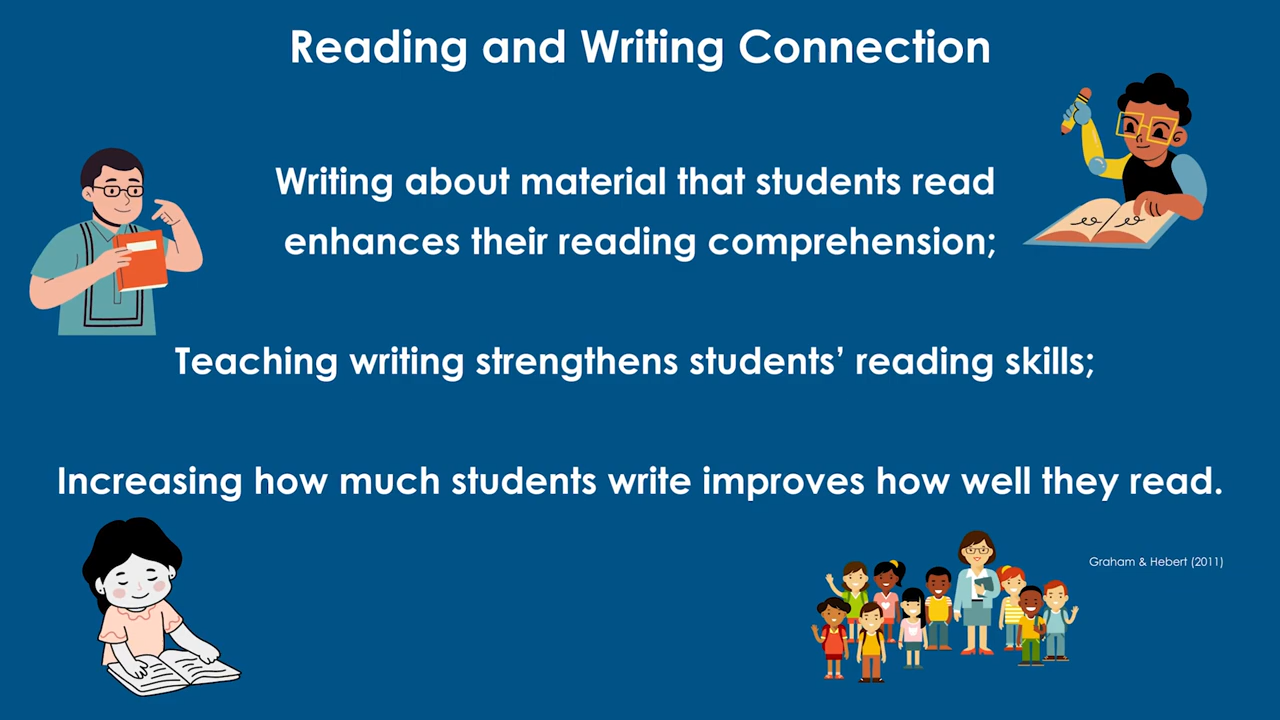 Reading and Writing Connection
Writing about material that students read
enhances their reading comprehension;
Teaching writing strengthens students’ reading skills;
Increasing how much students write improves how well they read.
Graham & Hebert (2011)